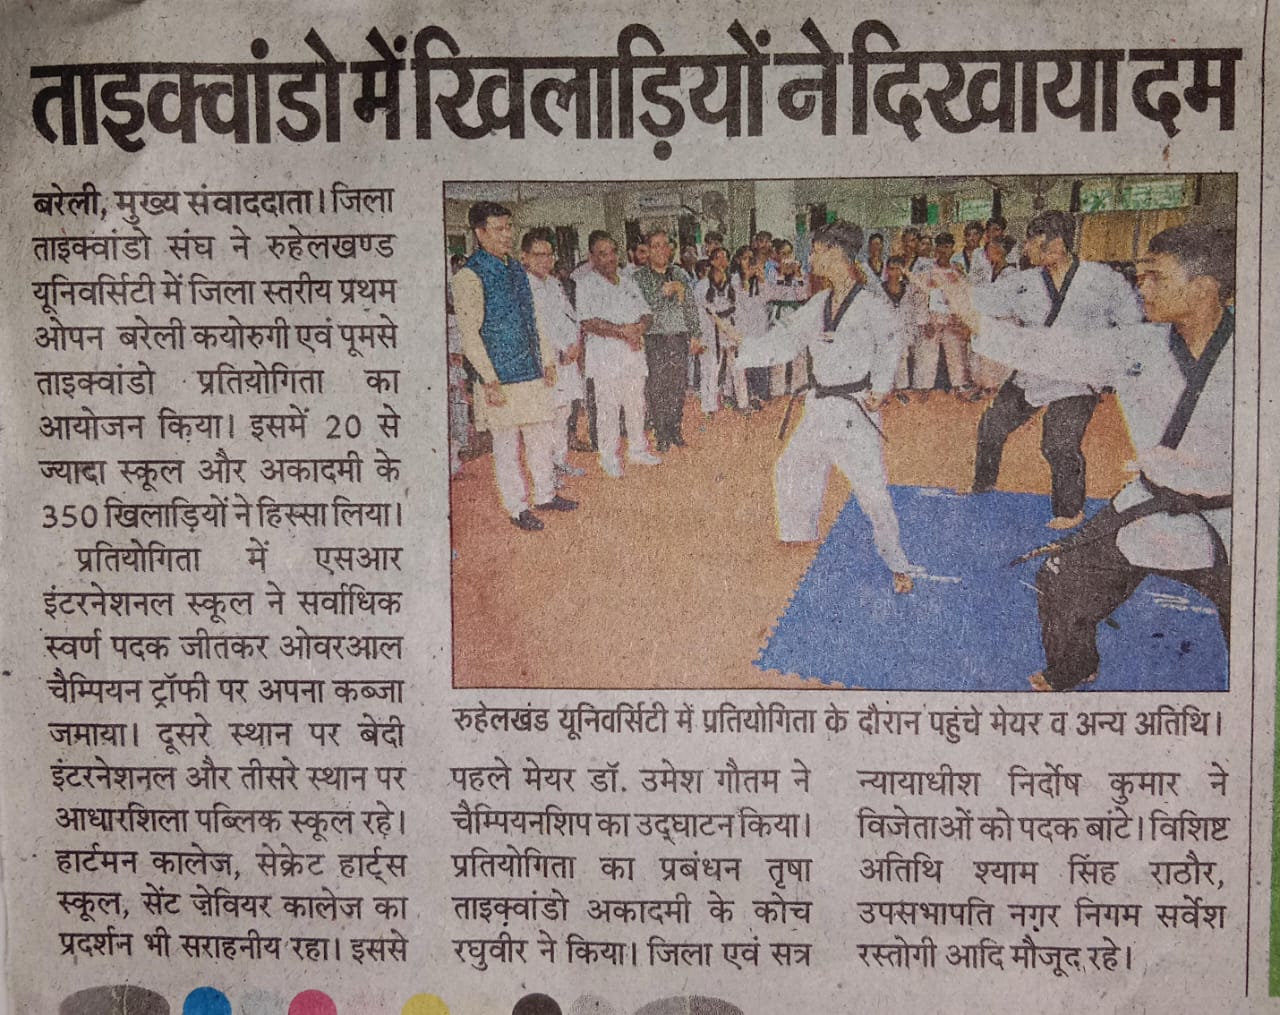 ताइक्वांडो में खिलाड़ियों ने दिखाया दम
बरेली, मुख्य संवाददाता। जिला
ताइक्वांडो संघ ने रुहेलखण्ड
यूनिवर्सिटी में जिला स्तरीय प्रथम
ओपन बरेली कयोरुगी एवं पूमसे
ताइक्वांडो प्रतियोगिता का
आयोजन किया। इसमें 20 से
ज्यादा स्कूल और अकादमी के
350 खिलाड़ियों ने हिस्सा लिया।
प्रतियोगिता में एसआर
इंटरनेशनल स्कूल ने सर्वाधिक
स्वर्ण पदक जीतकर ओवरआल
चैम्पियन ट्रॉफी पर अपना कब्जा
जमाया। दूसरे स्थान पर बेदी
इंटरनेशनल और तीसरे स्थान पर
आधारशिला पब्लिक स्कूल रहे।
हार्टमन कालेज, सेक्रेट हार्ट्स
स्कूल, सेंट ज़ेवियर कालेज का
प्रदर्शन भी सराहनीय रहा। इससे
रुहेलखंड यूनिवर्सिटी में प्रतियोगिता के दौरान पहुंचे मेयर व अन्य अतिथि।
पहले मेयर डॉ. उमेश गौतम ने
चैम्पियनशिप का उद्घाटन किया।
प्रतियोगिता का प्रबंधन तृषा
ताइक्वांडो अकादमी के कोच
रघुवीर ने किया। जिला एवं सत्र
न्यायाधीश निर्दोष कुमार ने
विजेताओं को पदक बांटे। विशिष्ट
अतिथि श्याम सिंह राठौर,
उपसभापति नगर निगम सर्वेश
रस्तोगी आदि मौजूद रहे।